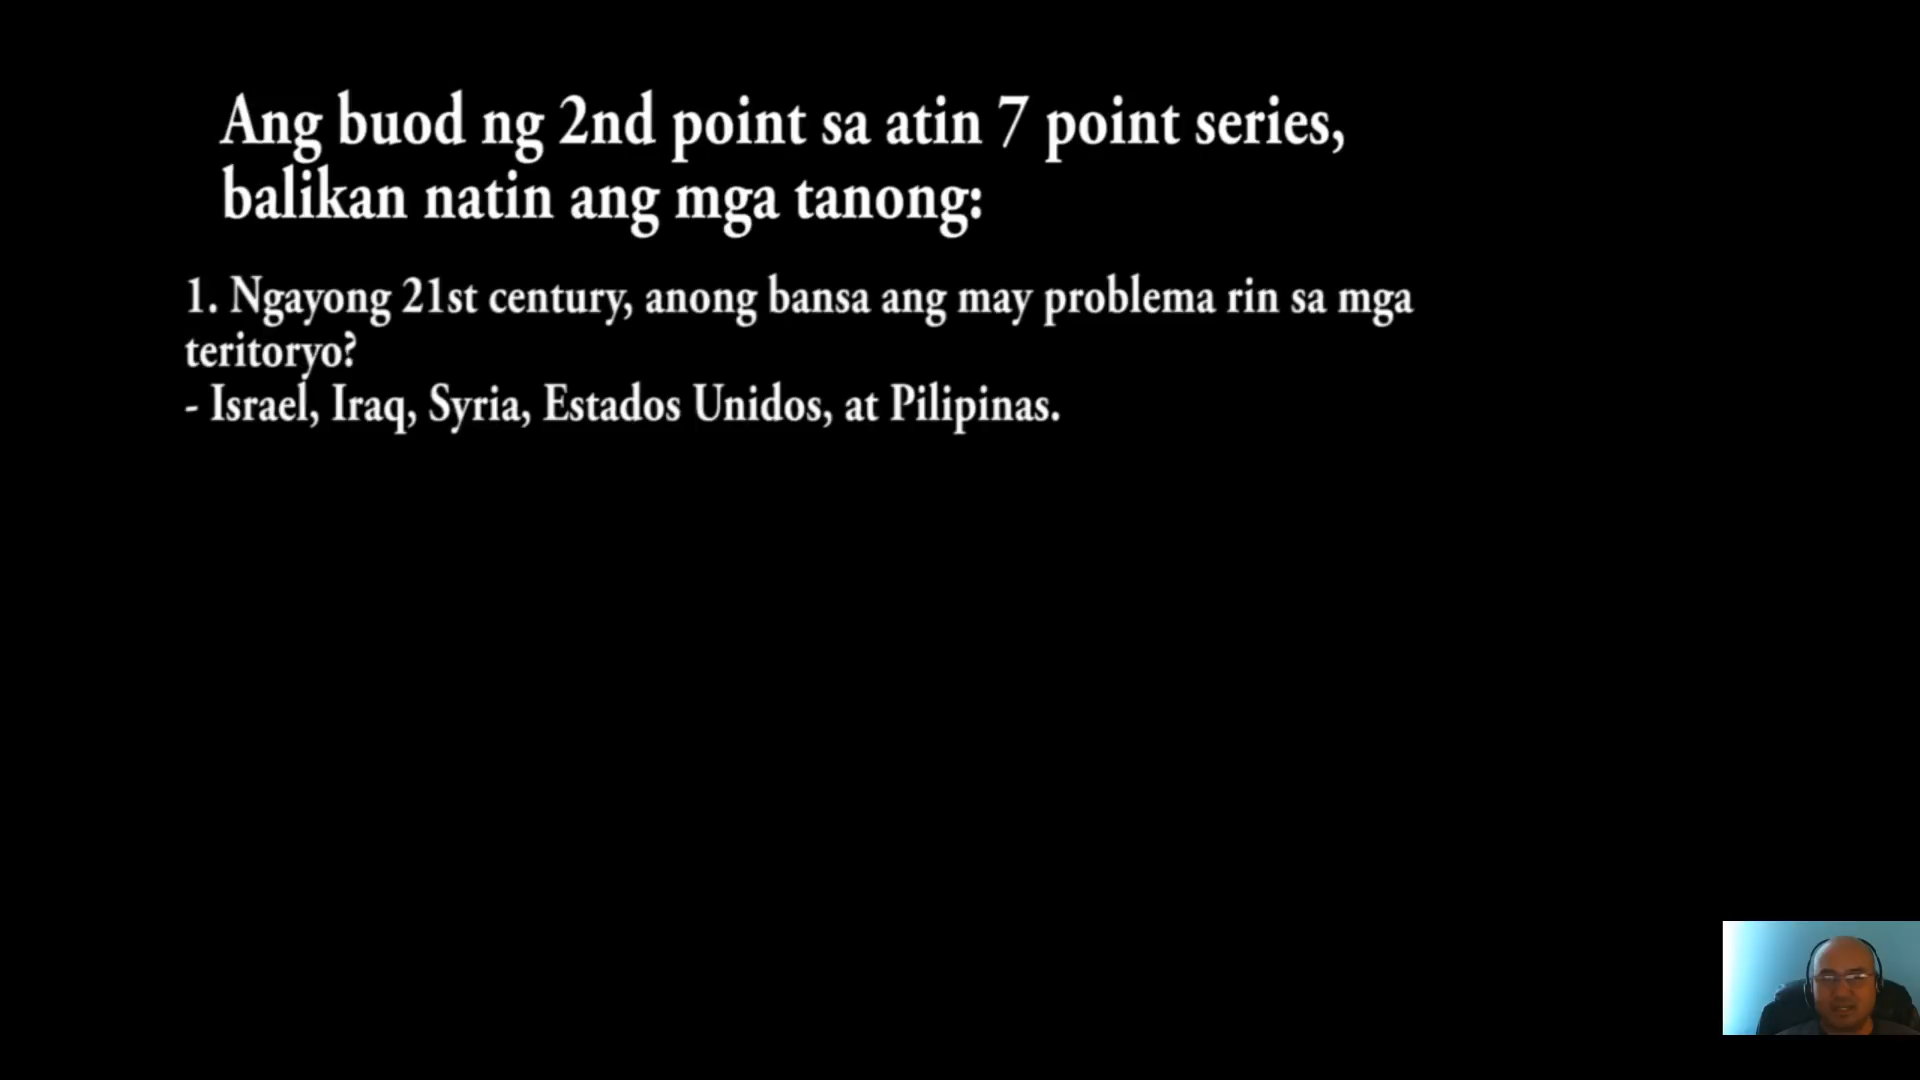 Ang buod ng 2nd point sa atin 7 point series,
balikan natin ang mga tanong:
1. Ngayong 21st century, anong bansa ang may problema rin sa mga
teritoryo?
- Israel, Iraq, Syria, Estados Unidos, at Pilipinas.